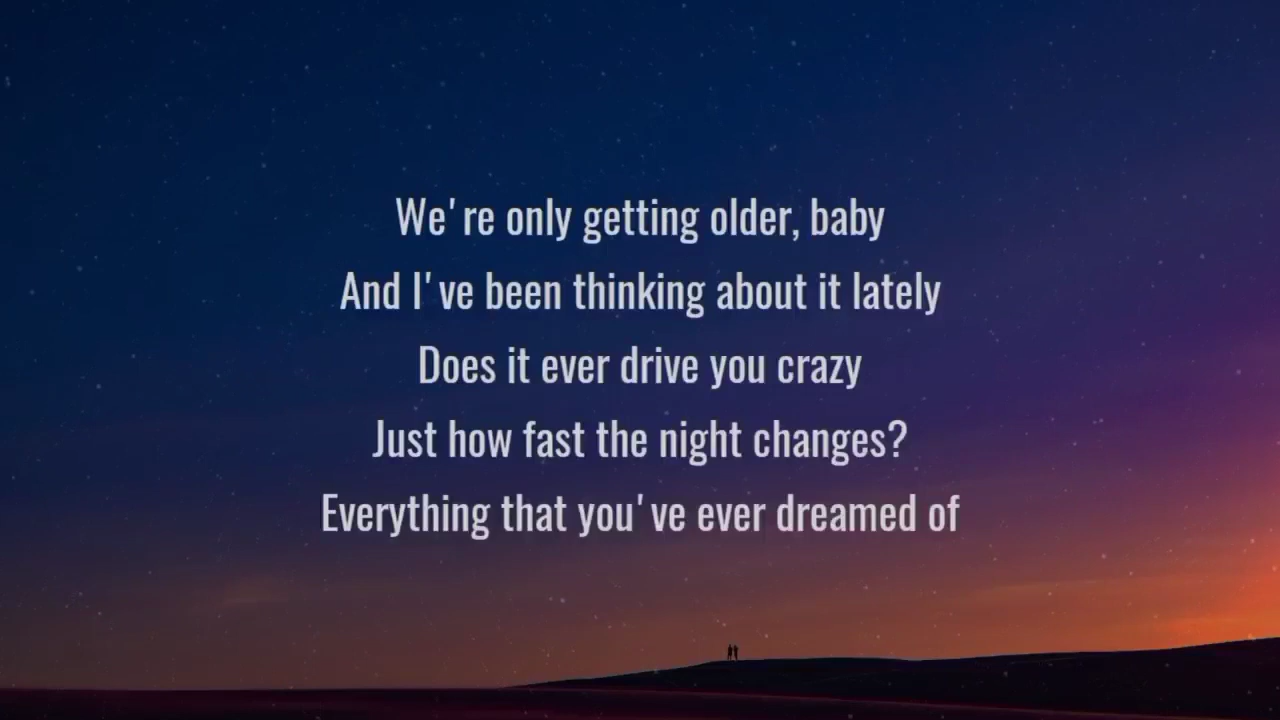 We're only getting older, baby
And I've been thinking about it lately
Does it ever drive you crazy
Just how fast the night changes?
Everything that you've ever dreamed of